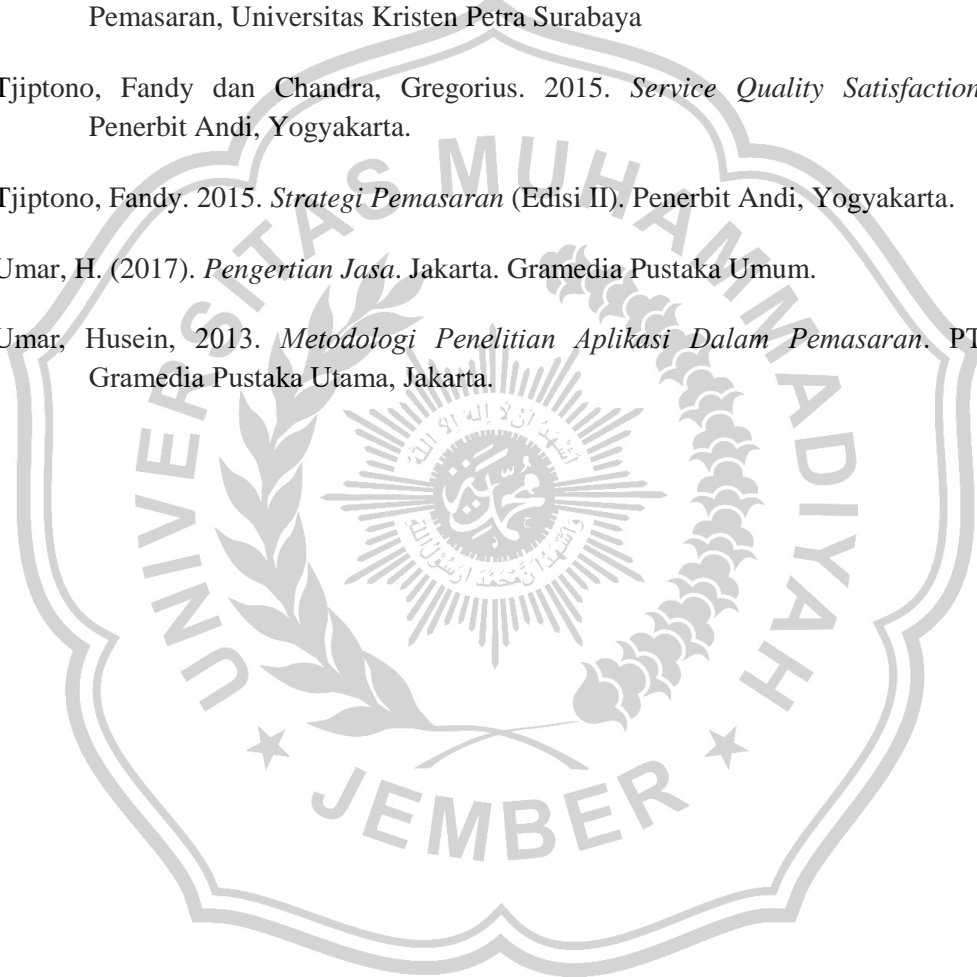 Pemasaran, Universitas Kristen Petra Surabaya
Tjiptono, Fandy dan Chandra, Gregorius. 2015. Service Quality Satisfaction
Penerbit Andi, Yogyakarta.
Tjiptono, Fandy. 2015. Strategi Pemasaran (Edisi II). Penerbit Andi, Yogyakarta.
Umar, H. (2017). Pengertian Jasa. Jakarta. Gramedia Pustaka Umum.
Umar, Husein, 2013. Metodologi Penelitian Aplikasi Dalam Pemasaran. PT
Gramedia Pustaka Utama, Jakarta.
UNIVERSITAS MUHAMMADIYAH
JEMBER